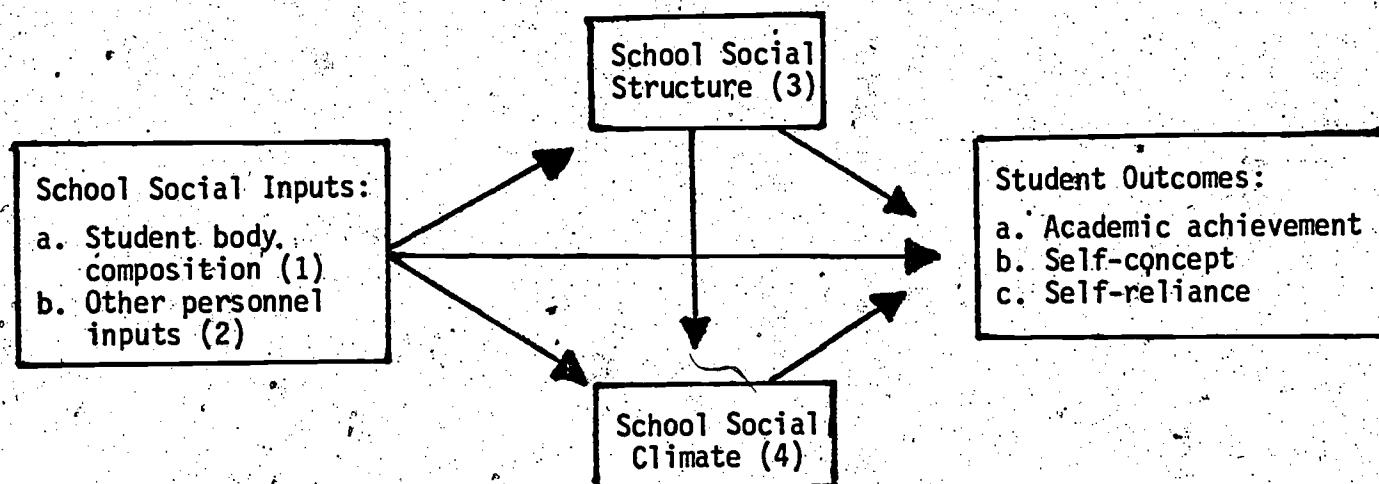 School Social
Structure (3)
School Social Inputs:
a. Student body
composition (1)
b. Other personnel
inputs (2)
Student Outcomes:
a. Academic achievement
b. Self-concept
c. Self-reliance
School Social
Climate (4)